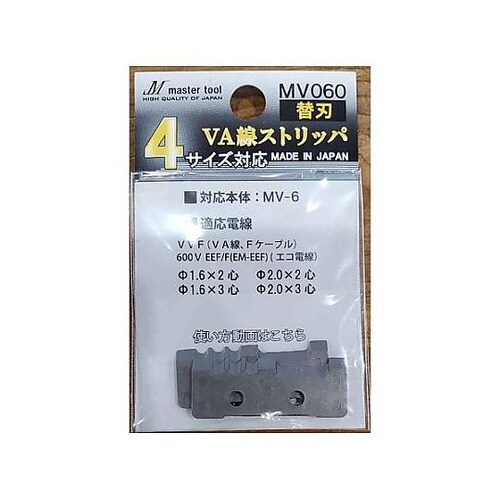 M master tool
HIGH QUALITY OF JAPAN
MV060
替刃
4
サイズ対応
VA線ストリッパ
MADE IN JAPAN
■対応本体：MV-6
適応電線
VVF(VA線、Fケーブル)
600V EEF/F(EM-EEF)(エコ電線)
Φ1.6×2心 Φ2.0×2心
Φ1.6×3心 Φ2.0×3心
使い方動画はこちら